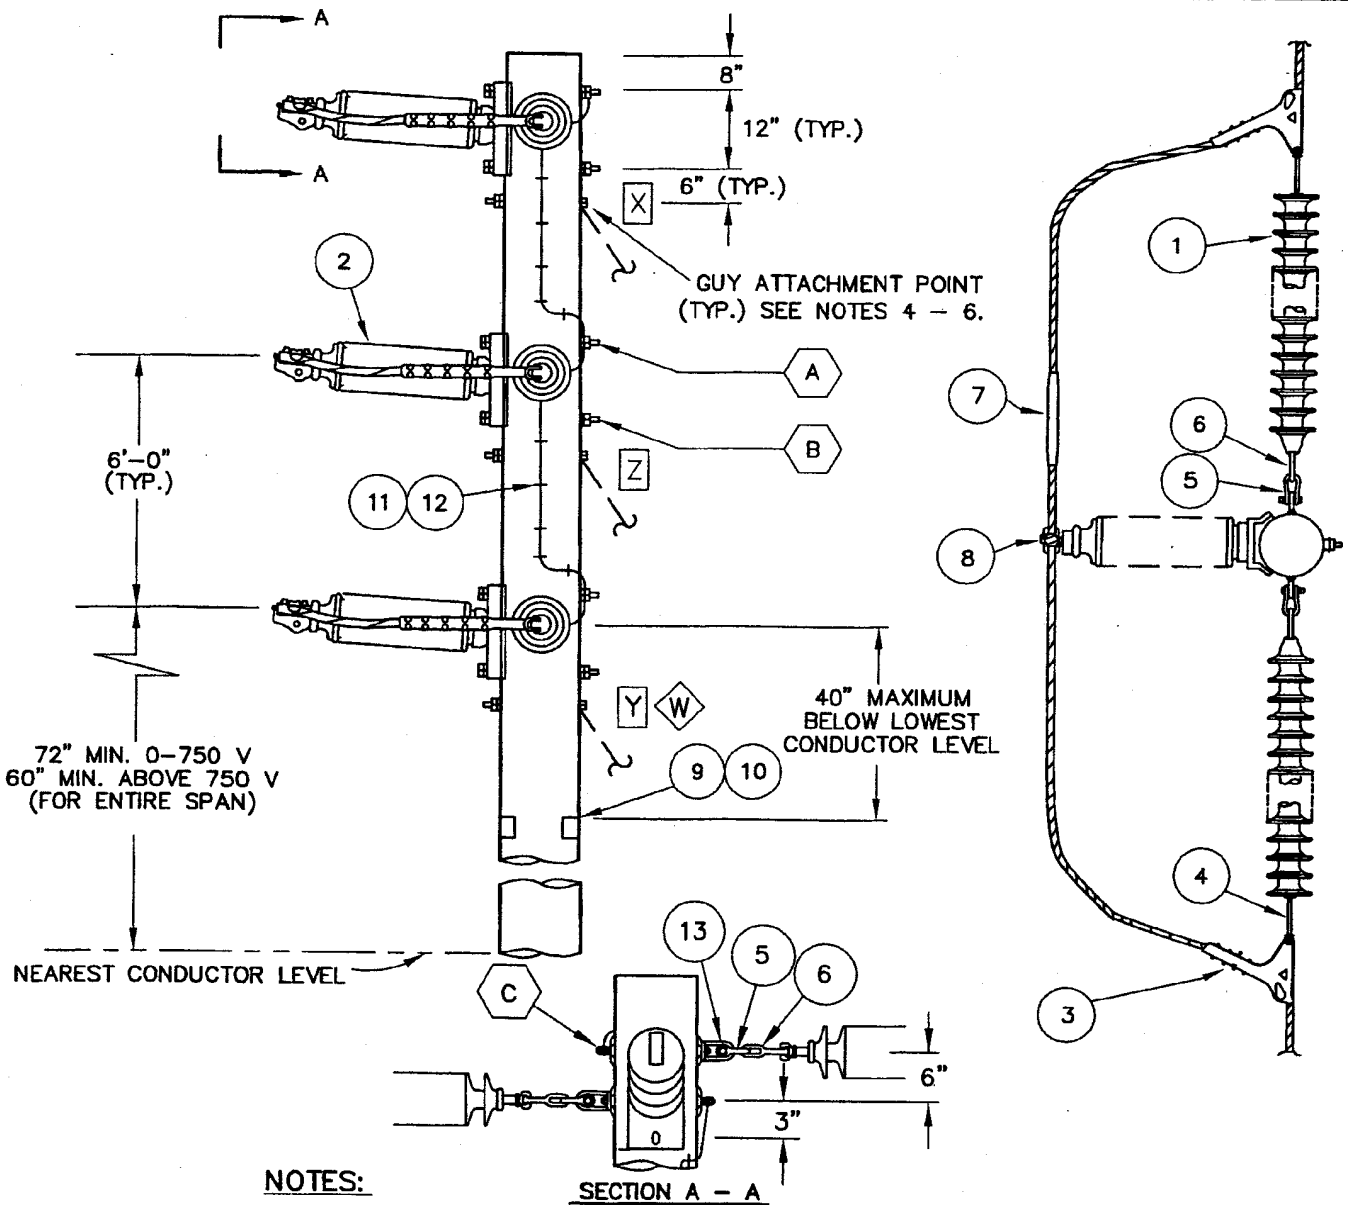 A
8"
12" (TYP.)
A
6" (TYP.)
X
1
2
GUY ATTACHMENT POINT
(TYP.) SEE NOTES 4 - 6.
A
7
6
B
6'-0"
(TYP.)
Z
5
11 12
8
Y W
40" MAXIMUM
BELOW LOWEST
CONDUCTOR LEVEL
72" MIN. 0-750 V
60" MIN. ABOVE 750 V
(FOR ENTIRE SPAN)
9 10
4
13 5 6
NEAREST CONDUCTOR LEVEL
C
3
6"
3"
0
NOTES:
SECTION A - A